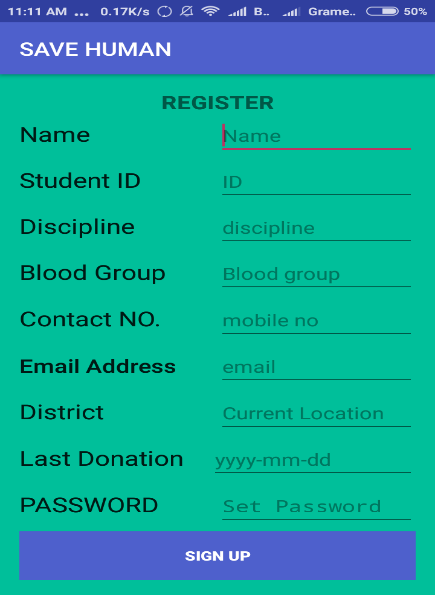 11:11 AM ... 0.17K/s B.. Grame.. 50%
SAVE HUMAN
REGISTER
Name Name
Student ID ID
Discipline discipline
Blood Group Blood group
Contact NO. mobile no
Email Address email
District Current Location
Last Donation yyyy-mm-dd
PASSWORD Set Password
SIGN UP